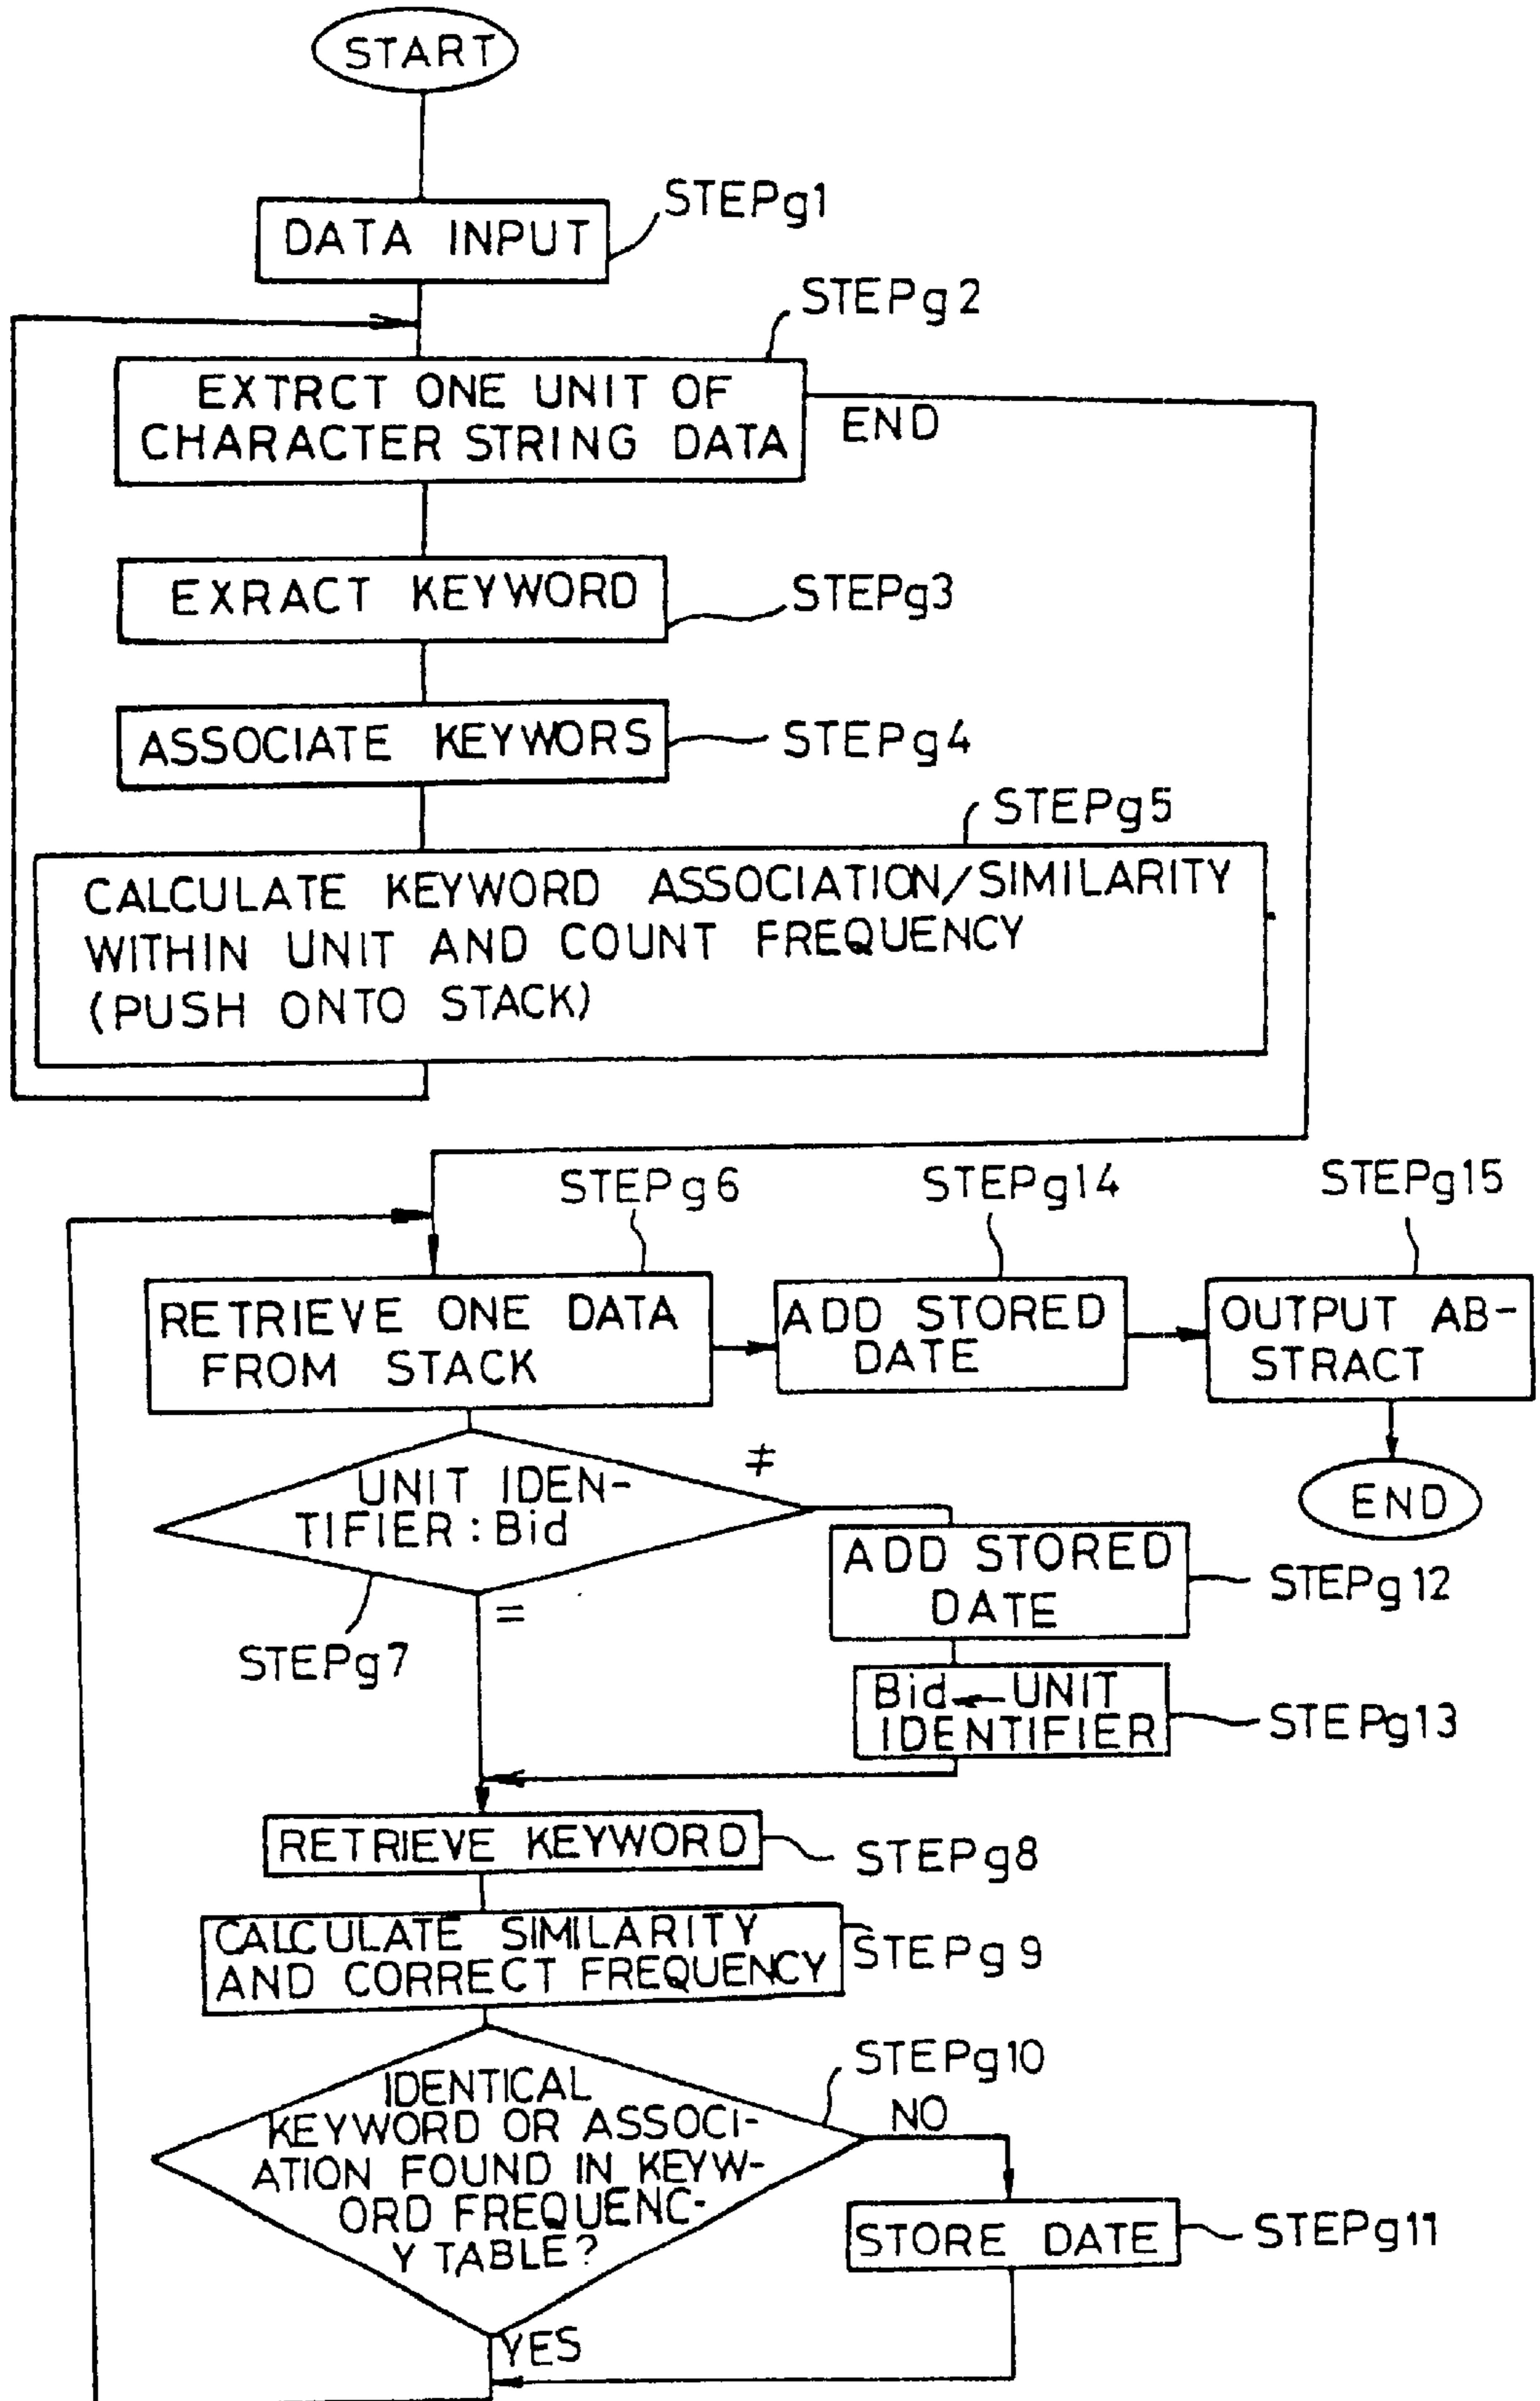 START
DATA INPUT
STEPg1
STEPg2
EXTRCT ONE UNIT OF
CHARACTER STRING DATA
END
EXRACT KEYWORD
STEPg3
ASSOCIATE KEYWORS
STEPg4
STEPg5
CALCULATE KEYWORD ASSOCIATION/SIMILARITY
WITHIN UNIT AND COUNT FREQUENCY
(PUSH ONTO STACK)
STEPg6
STEPg14
STEPg15
RETRIEVE ONE DATA
FROM STACK
ADD STORED
DATE
OUTPUT AB-
STRACT
END
UNIT IDEN-
TIFIER : Bid
≠
=
STEPg7
ADD STORED
DATE
STEPg12
Bid ← UNIT
IDENTIFIER
STEPg13
RETRIEVE KEYWORD
STEPg8
CALCULATE SIMILARITY
AND CORRECT FREQUENCY
STEPg9
IDENTICAL
KEYWORD OR ASSOCI-
ATION FOUND IN KEYW-
ORD FREQUENC-
Y TABLE?
STEPg10
NO
STORE DATE
STEPg11
YES